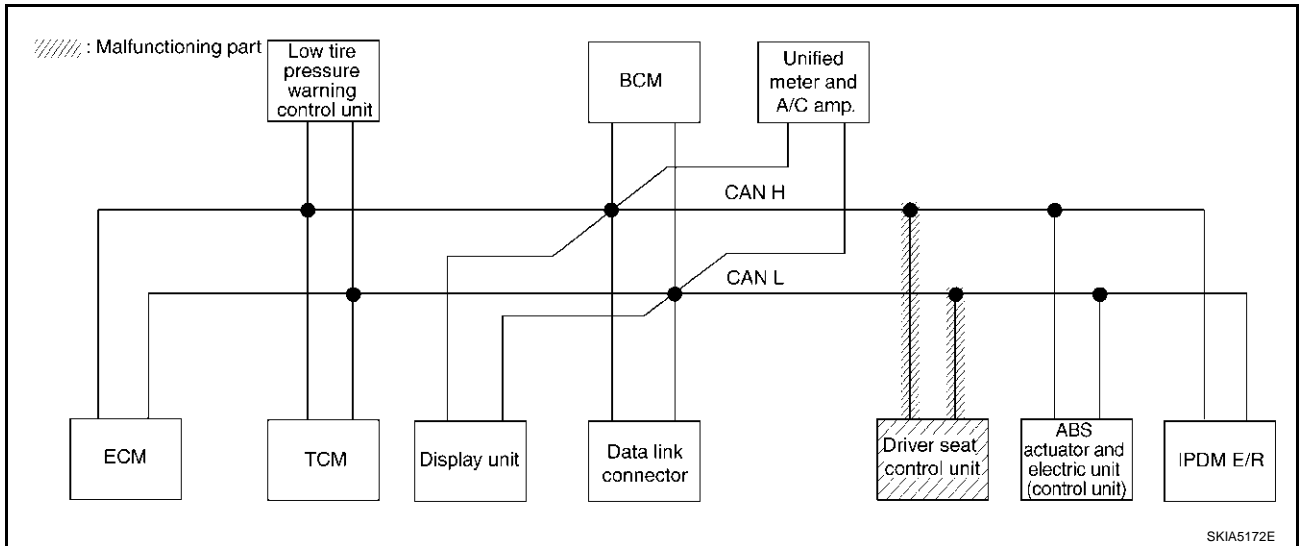 : Malfunctioning part
Low tire
pressure
warning
control unit
BCM
Unified
meter and
A/C amp.
CAN H
CAN L
ECM
TCM
Display unit
Data link
connector
Driver seat
control unit
ABS
actuator and
electric unit
(control unit)
IPDM E/R
SKIA5172E